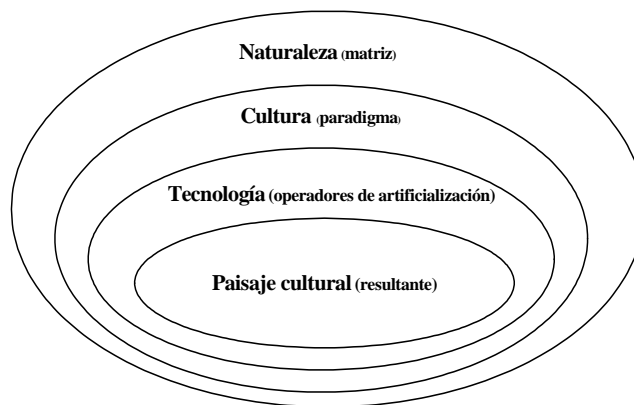 Naturaleza (matriz)
Cultura (paradigma)
Tecnología (operadores de artificialización)
Paisaje cultural (resultante)